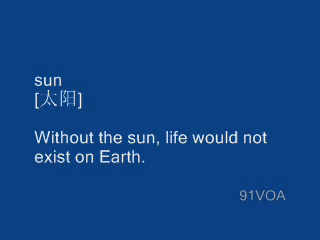 sun
[太阳]
Without the sun, life would not
exist on Earth.
91VOA